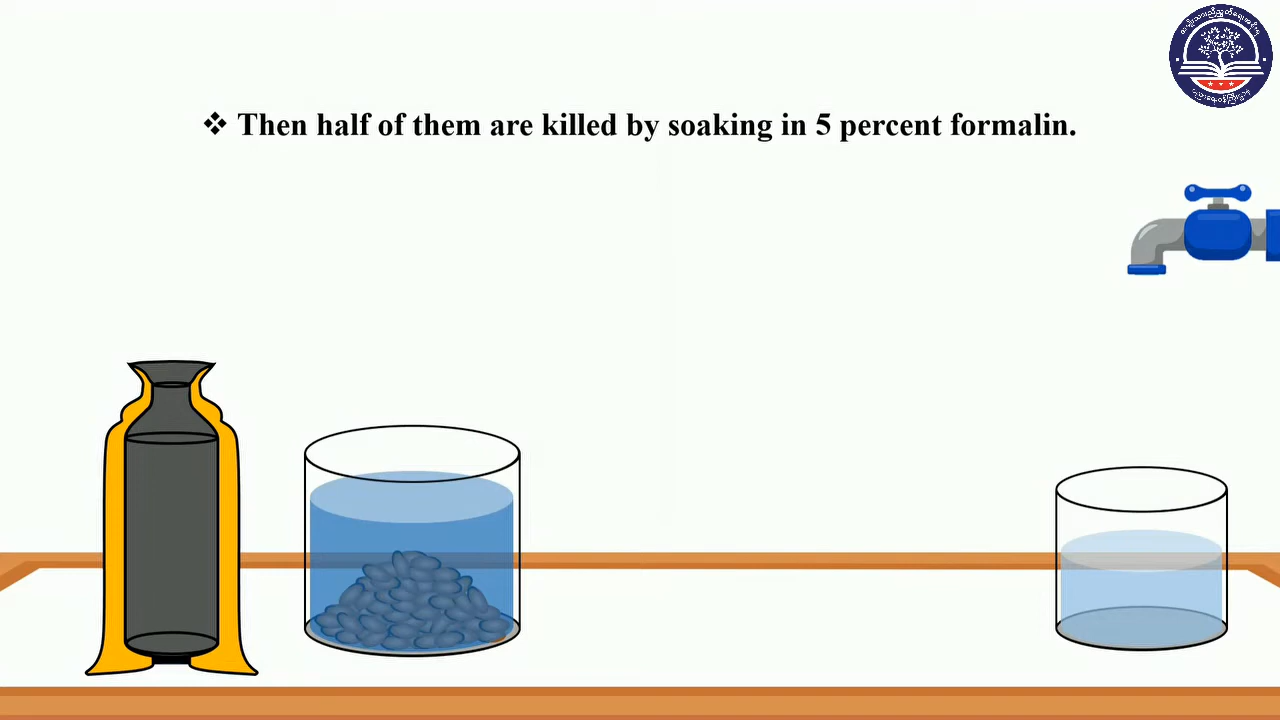 ❖ Then half of them are killed by soaking in 5 percent formalin.